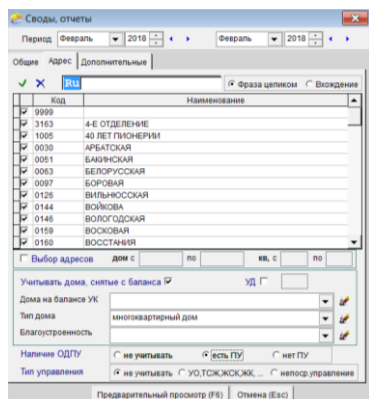 Своды, отчеты
Период Февраль 2018 Февраль 2018
Общие Адрес Дополнительные
Ru Фраза целиком Вхождение
Код Наименование
9999
3163 4-Е ОТДЕЛЕНИЕ
1005 40 ЛЕТ ПИОНЕРИИ
0030 АРБАТСКАЯ
0051 БАКИНСКАЯ
0063 БЕЛОРУССКАЯ
0097 БОРОВАЯ
0126 ВИЛЬНЮССКАЯ
0144 ВОЙКОВА
0146 ВОЛОГОДСКАЯ
0159 ВОСКОВАЯ
0160 ВОССТАНИЯ
Выбор адресов дом с по кв, с по
Учитывать дома, снятые с баланса УД
Дома на балансе УК
Тип дома многоквартирный дом
Благоустроенность
Наличие ОДПУ не учитывать есть ПУ нет ПУ
Тип управления не учитывать УО,ТСЖ,ЖСК,ЖК, ... непоср.управление
Предварительный просмотр (F6) Отмена (Esc)